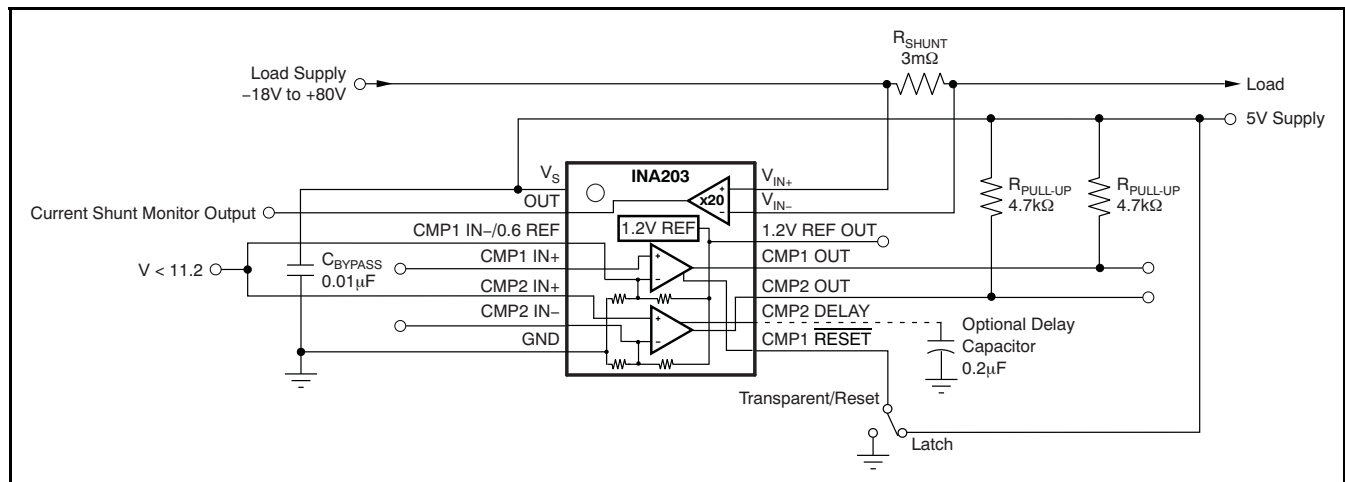 R_SHUNT
3mΩ
Load Supply
−18V to +80V
Load
5V Supply
V_S
INA203
V_IN+
OUT
x20
V_IN−
R_PULL-UP
4.7kΩ
R_PULL-UP
4.7kΩ
Current Shunt Monitor Output
+
−
CMP1 IN−/0.6 REF
1.2V REF
1.2V REF OUT
CMP1 IN+
CMP1 OUT
V < 11.2
C_BYPASS
0.01μF
+
−
CMP2 IN+
CMP2 OUT
CMP2 IN−
CMP2 DELAY
+
−
GND
CMP1 RESET
Optional Delay
Capacitor
0.2μF
Transparent/Reset
Latch